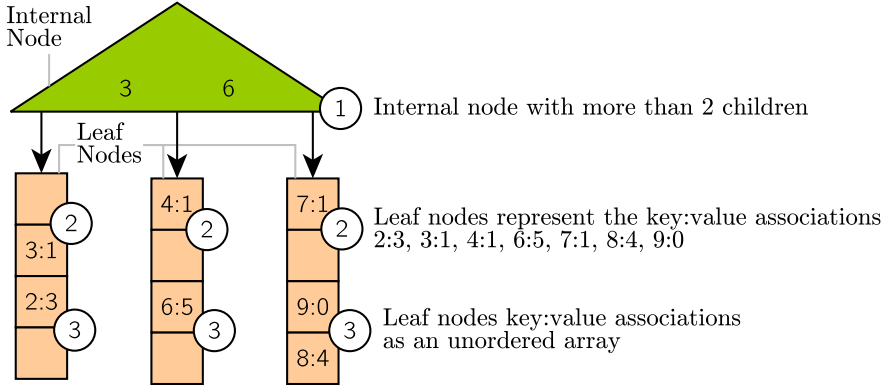 Internal
Node
3 6
1
Internal node with more than 2 children
Leaf
Nodes
4:1 7:1
2 2 2
Leaf nodes represent the key:value associations
2:3, 3:1, 4:1, 6:5, 7:1, 8:4, 9:0
3:1
2:3 6:5 9:0
3 3 3
Leaf nodes key:value associations
as an unordered array
8:4